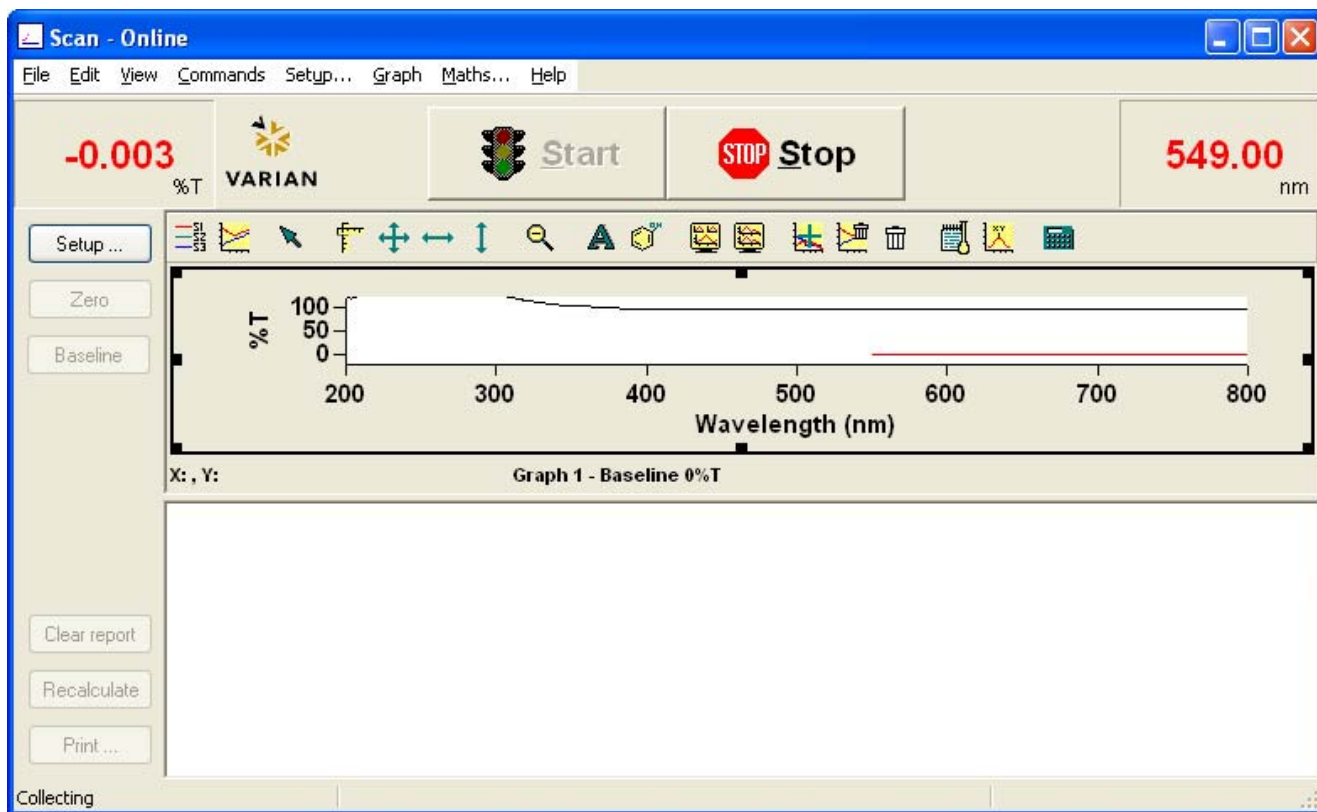 Scan - Online
File Edit View Commands Setup... Graph Maths... Help
-0.003
%T
VARIAN
Start
STOP Stop
549.00
nm
Setup ...
Zero
Baseline
%T
100
50
0
200 300 400 500 600 700 800
Wavelength (nm)
X: , Y:
Graph 1 - Baseline 0%T
Clear report
Recalculate
Print ...
Collecting